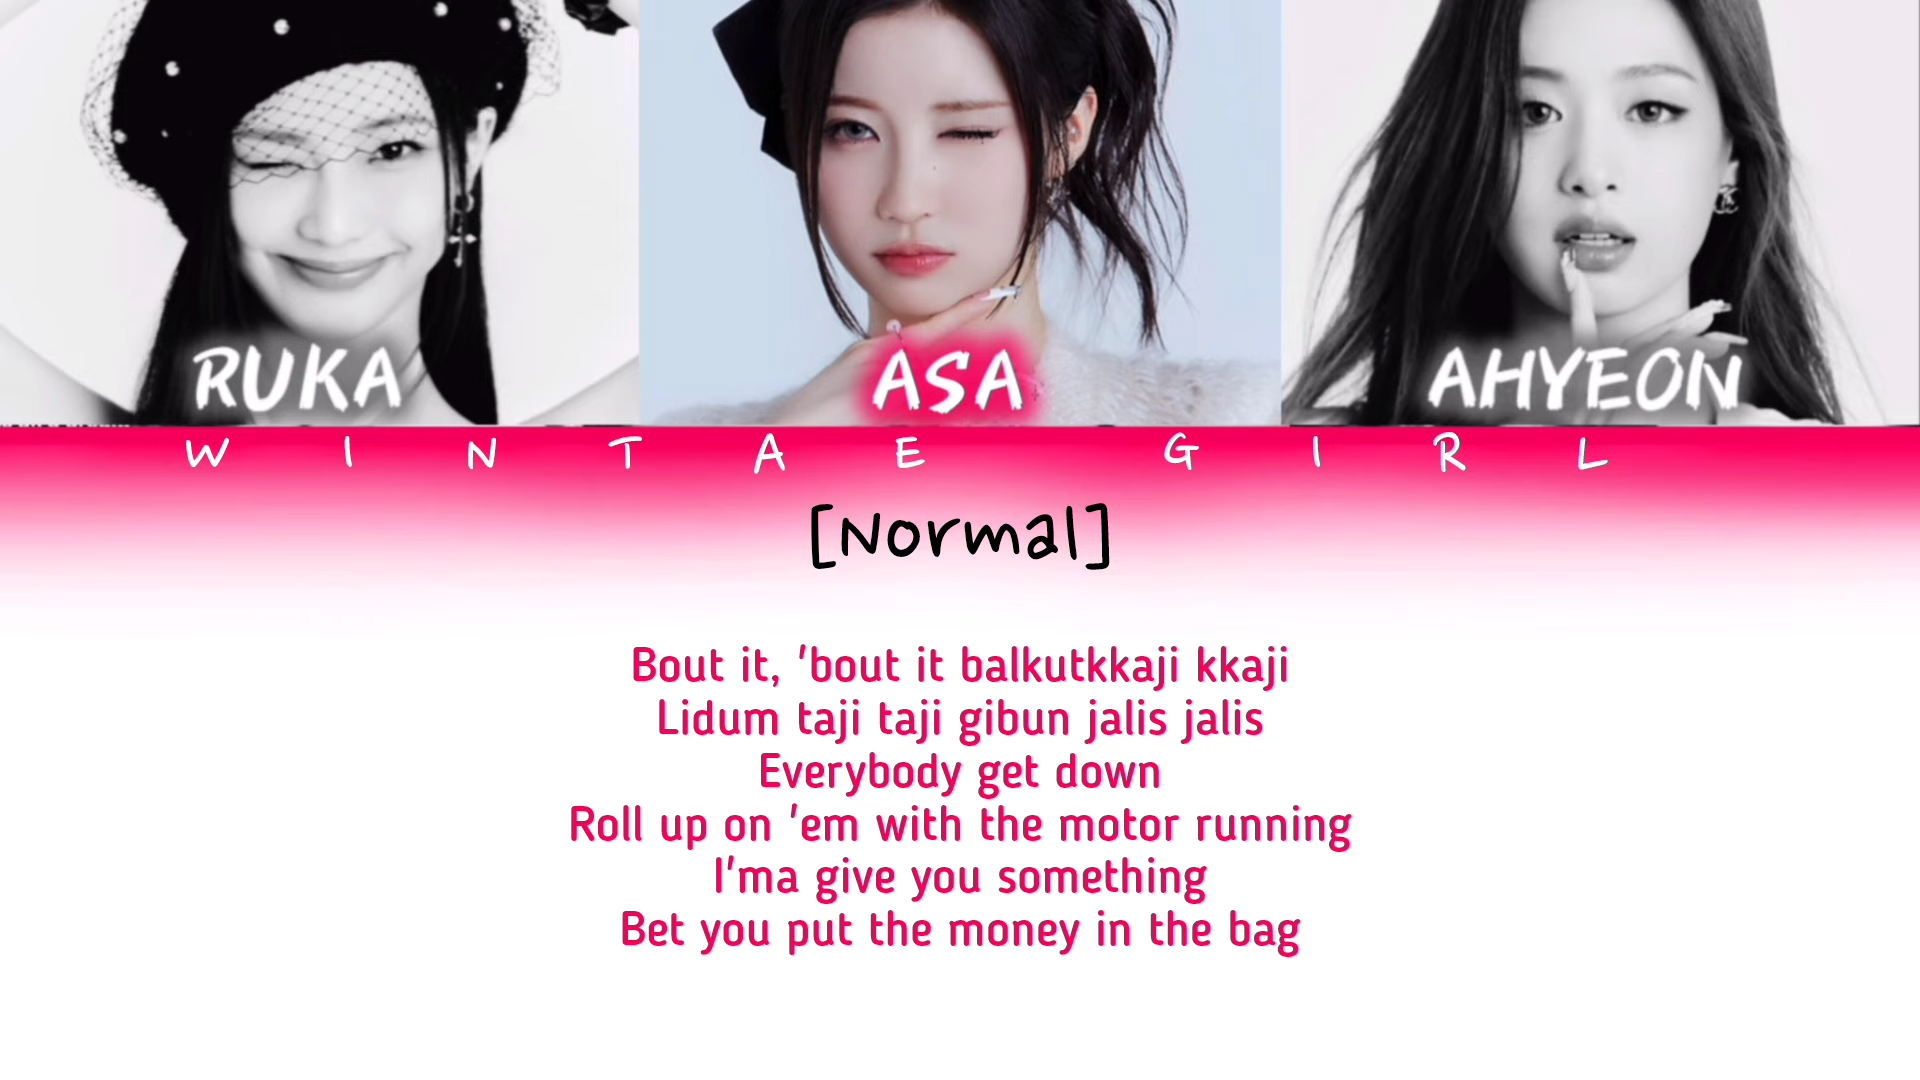 RUKA
ASA
AHYEON
WINTAE GIRL
[Normal]
Bout it, 'bout it balkutkkaji kkaji
Lidum taji taji gibun jalis jalis
Everybody get down
Roll up on 'em with the motor running
I'ma give you something
Bet you put the money in the bag